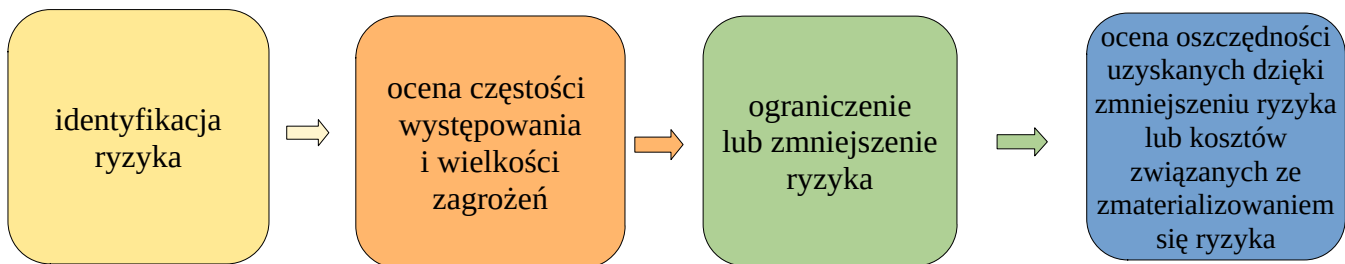 identyfikacja
ryzyka
ocena częstości
występowania
i wielkości
zagrożeń
ograniczenie
lub zmniejszenie
ryzyka
ocena oszczędności
uzyskanych dzięki
zmniejszeniu ryzyka
lub kosztów
związanych ze
zmaterializowaniem
się ryzyka